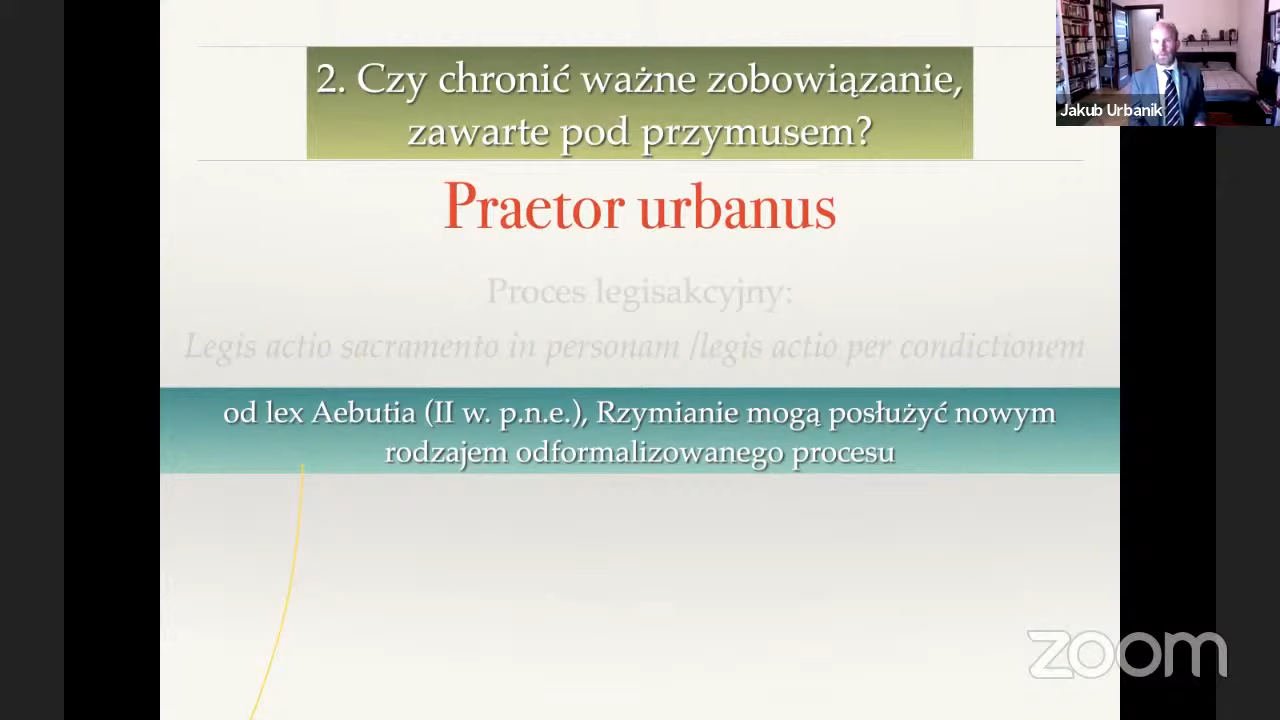 2. Czy chronić ważne zobowiązanie,
zawarte pod przymusem?
Jakub Urbanik
Praetor urbanus
Proces legisakcyjny:
Legis actio sacramento in personam /legis actio per condictionem
od lex Aebutia (II w. p.n.e.), Rzymianie mogą posłużyć nowym
rodzajem odformalizowanego procesu
zoom